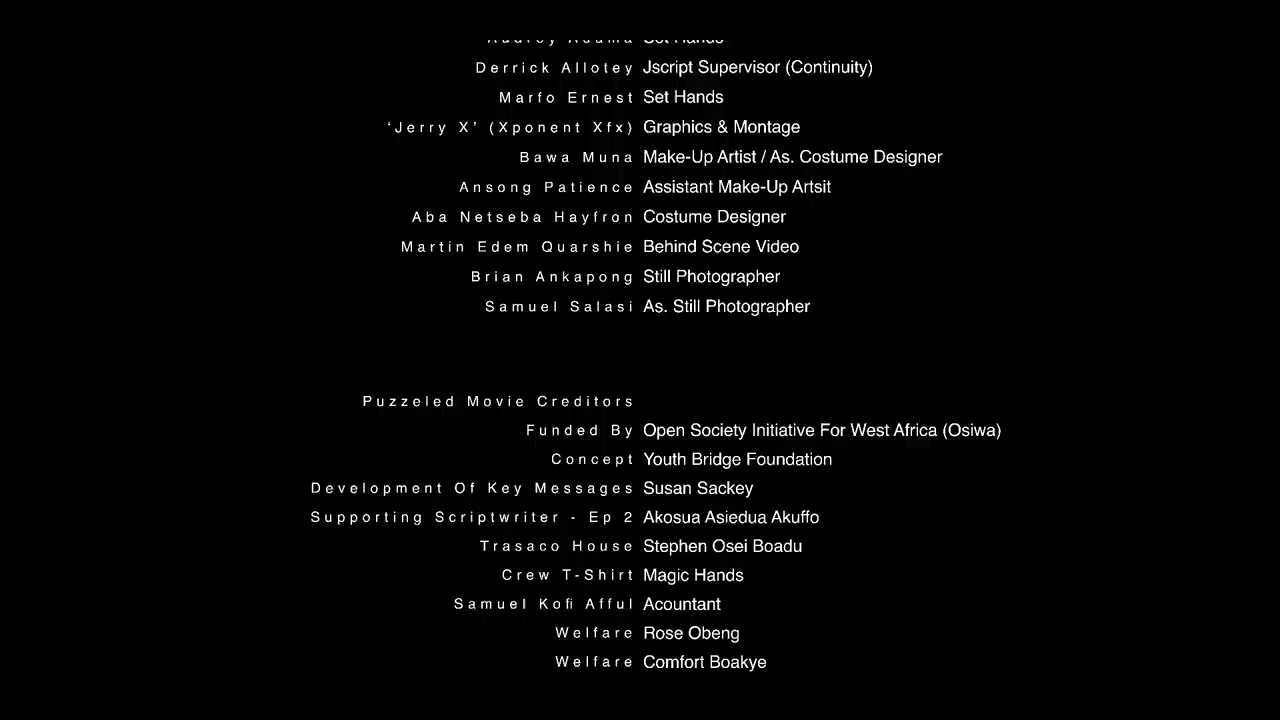 Set Hands
Derrick Allotey Jscript Supervisor (Continuity)
Marfo Ernest Set Hands
‘Jerry X’ (Xponent Xfx) Graphics & Montage
Bawa Muna Make-Up Artist / As. Costume Designer
Ansong Patience Assistant Make-Up Artsit
Aba Netseba Hayfron Costume Designer
Martin Edem Quarshie Behind Scene Video
Brian Ankapong Still Photographer
Samuel Salasi As. Still Photographer
Puzzeled Movie Creditors
Funded By Open Society Initiative For West Africa (Osiwa)
Concept Youth Bridge Foundation
Development Of Key Messages Susan Sackey
Supporting Scriptwriter - Ep 2 Akosua Asiedua Akuffo
Trasaco House Stephen Osei Boadu
Crew T-Shirt Magic Hands
Samuel Kofi Afful Acountant
Welfare Rose Obeng
Welfare Comfort Boakye